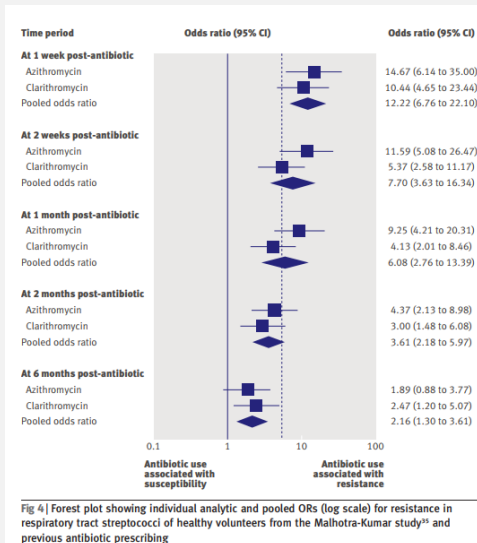 Time period Odds ratio (95% CI) Odds ratio (95% CI)
At 1 week post-antibiotic
Azithromycin 14.67 (6.14 to 35.00)
Clarithromycin 10.44 (4.65 to 23.44)
Pooled odds ratio 12.22 (6.76 to 22.10)
At 2 weeks post-antibiotic
Azithromycin 11.59 (5.08 to 26.47)
Clarithromycin 5.37 (2.58 to 11.17)
Pooled odds ratio 7.70 (3.63 to 16.34)
At 1 month post-antibiotic
Azithromycin 9.25 (4.21 to 20.31)
Clarithromycin 4.13 (2.01 to 8.46)
Pooled odds ratio 6.08 (2.76 to 13.39)
At 2 months post-antibiotic
Azithromycin 4.37 (2.13 to 8.98)
Clarithromycin 3.00 (1.48 to 6.08)
Pooled odds ratio 3.61 (2.18 to 5.97)
At 6 months post-antibiotic
Azithromycin 1.89 (0.88 to 3.77)
Clarithromycin 2.47 (1.20 to 5.07)
Pooled odds ratio 2.16 (1.30 to 3.61)
0.1 1 10 100
Antibiotic use Antibiotic use
associated with associated with
susceptibility resistance
Fig 4 | Forest plot showing individual analytic and pooled ORs (log scale) for resistance in
respiratory tract streptococci of healthy volunteers from the Malhotra-Kumar study³⁵ and
previous antibiotic prescribing